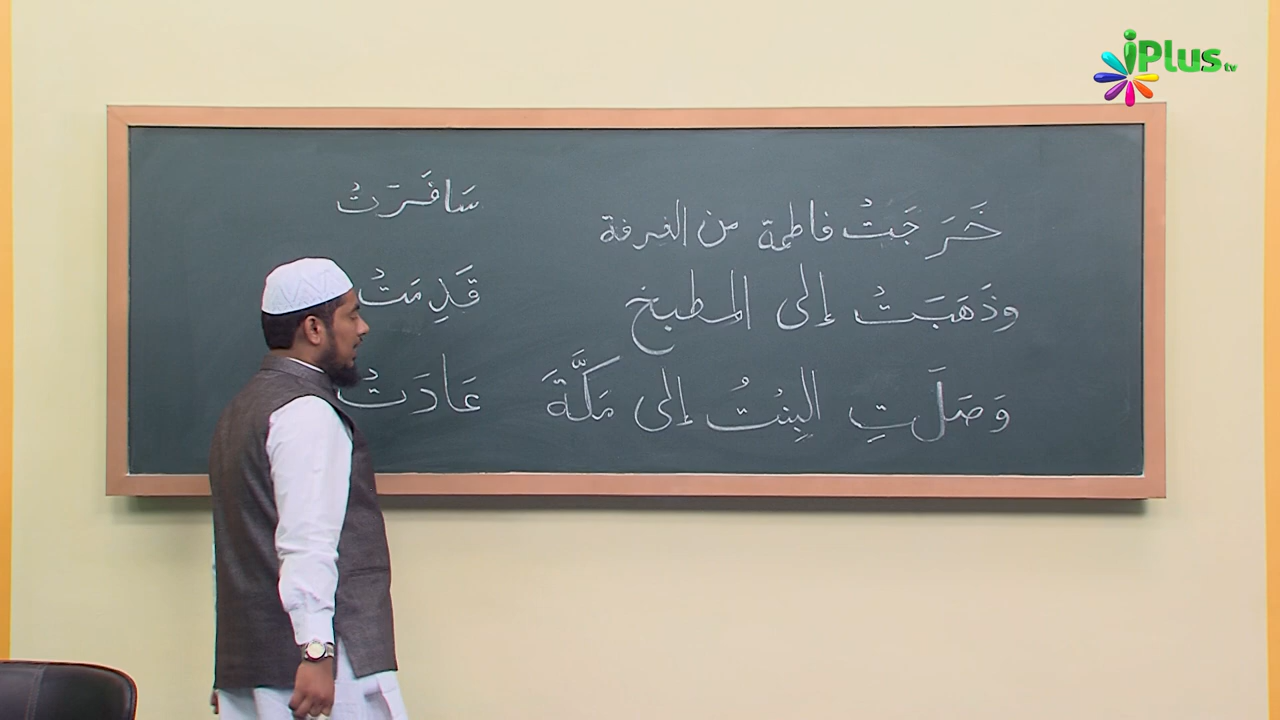 iPlus tv
خَرَجَتْ فاطمة من الغرفة
وذَهَبَتْ إلى المطبخ
وَصَلَتِ البِنْتُ إلى مَكَّةَ
سَافَرَتْ
قَدِمَتْ
عَادَتْ